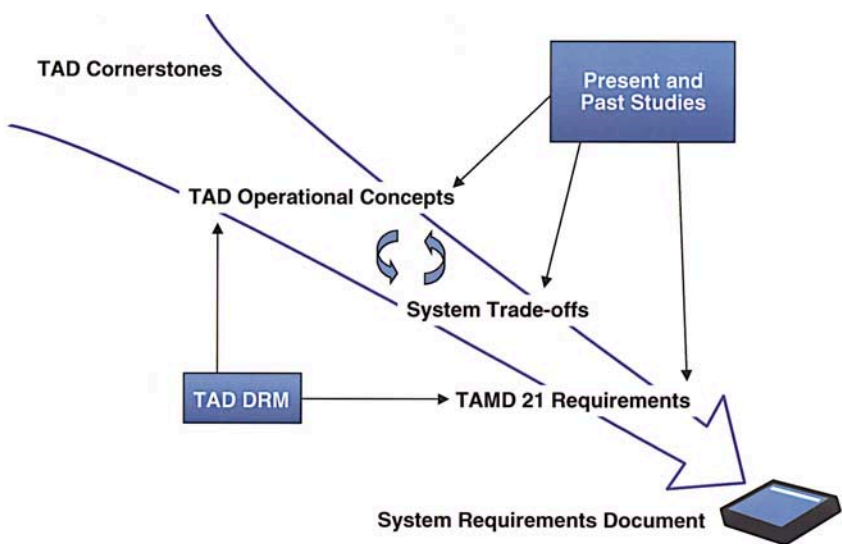 TAD Cornerstones
Present and
Past Studies
TAD Operational Concepts
System Trade-offs
TAD DRM
TAMD 21 Requirements
System Requirements Document